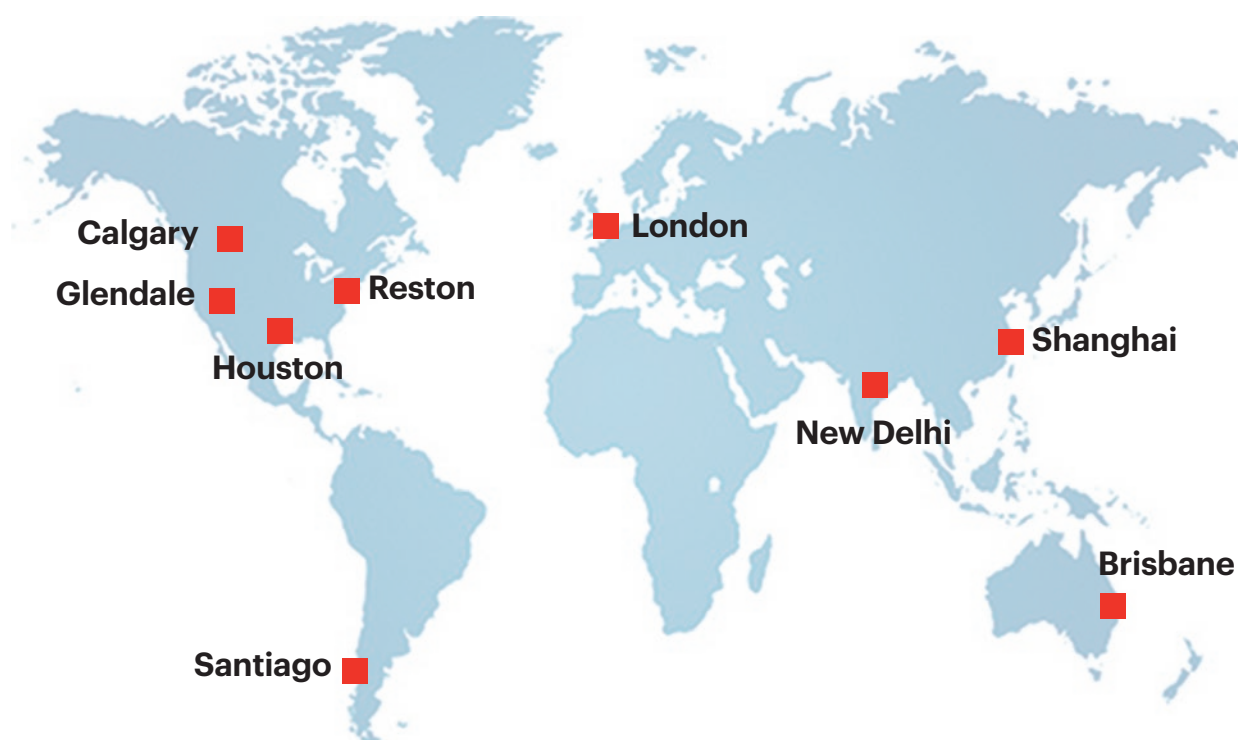 Calgary
London
Glendale
Reston
Houston
Shanghai
New Delhi
Brisbane
Santiago